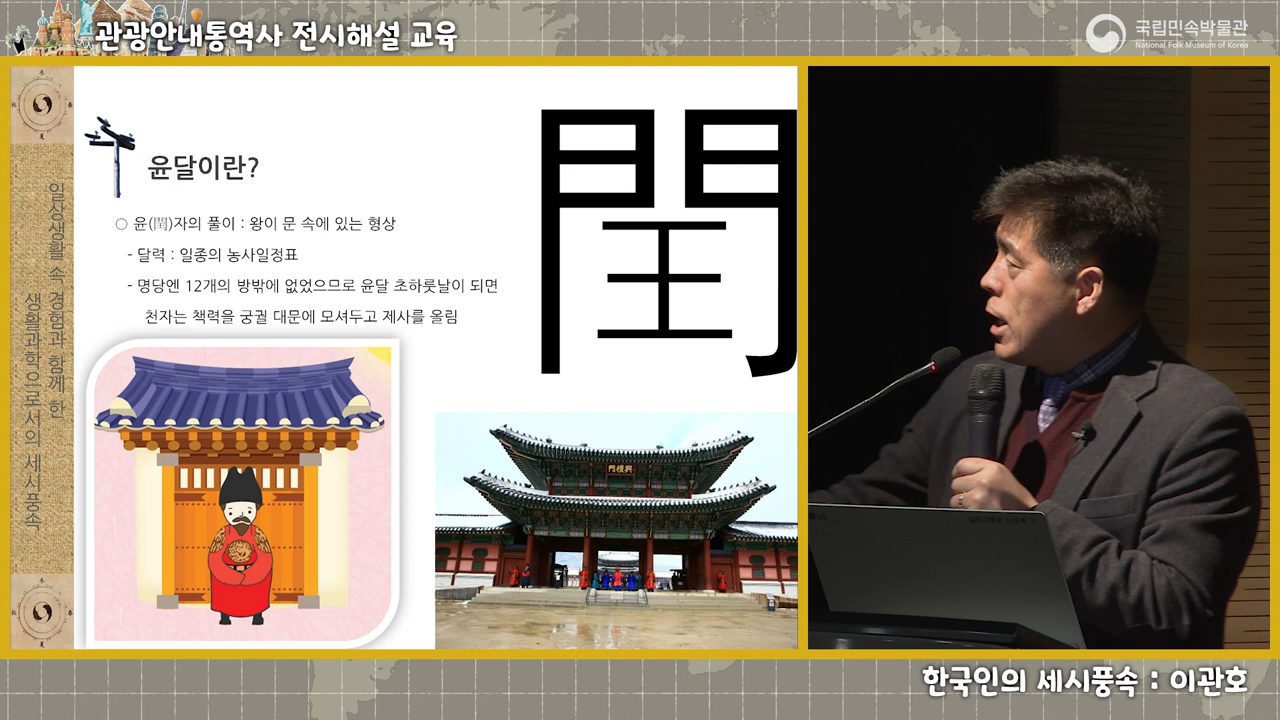 관광안내통역사 전시해설 교육
국립민속박물관
National Folk Museum of Korea
일상생활 속 경험과 함께 한
생활과학으로서의 세시풍속
윤달이란?
○ 윤(閏)자의 풀이 : 왕이 문 속에 있는 형상
- 달력 : 일종의 농사일정표
- 명당엔 12개의 방밖에 없었으므로 윤달 초하룻날이 되면
천자는 책력을 궁궐 대문에 모셔두고 제사를 올림
閏
興禮門
LG
한국인의 세시풍속 : 이관호